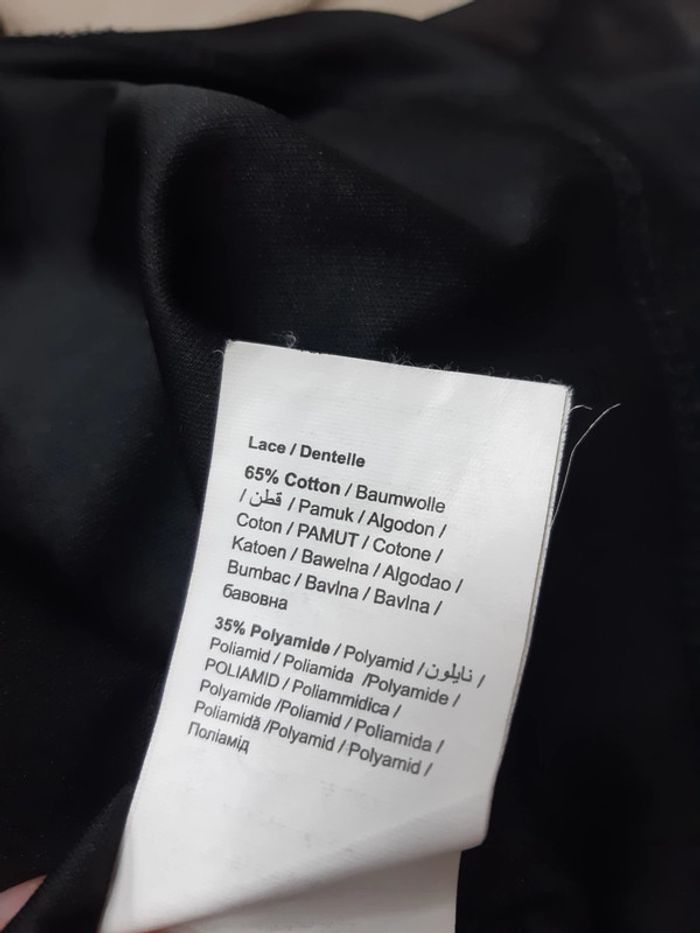 Lace / Dentelle
65% Cotton / Baumwolle
/ قطن / Pamuk / Algodon /
Coton / PAMUT / Cotone /
Katoen / Bawelna / Algodao /
Bumbac / Bavlna / Bavlna /
бавовна
35% Polyamide / Polyamid / نايلون /
Poliamid / Poliamida /Polyamide /
POLIAMID / Poliammidica /
Polyamide /Poliamid / Poliamida /
Poliamidă /Polyamid / Polyamid /
Поліамід